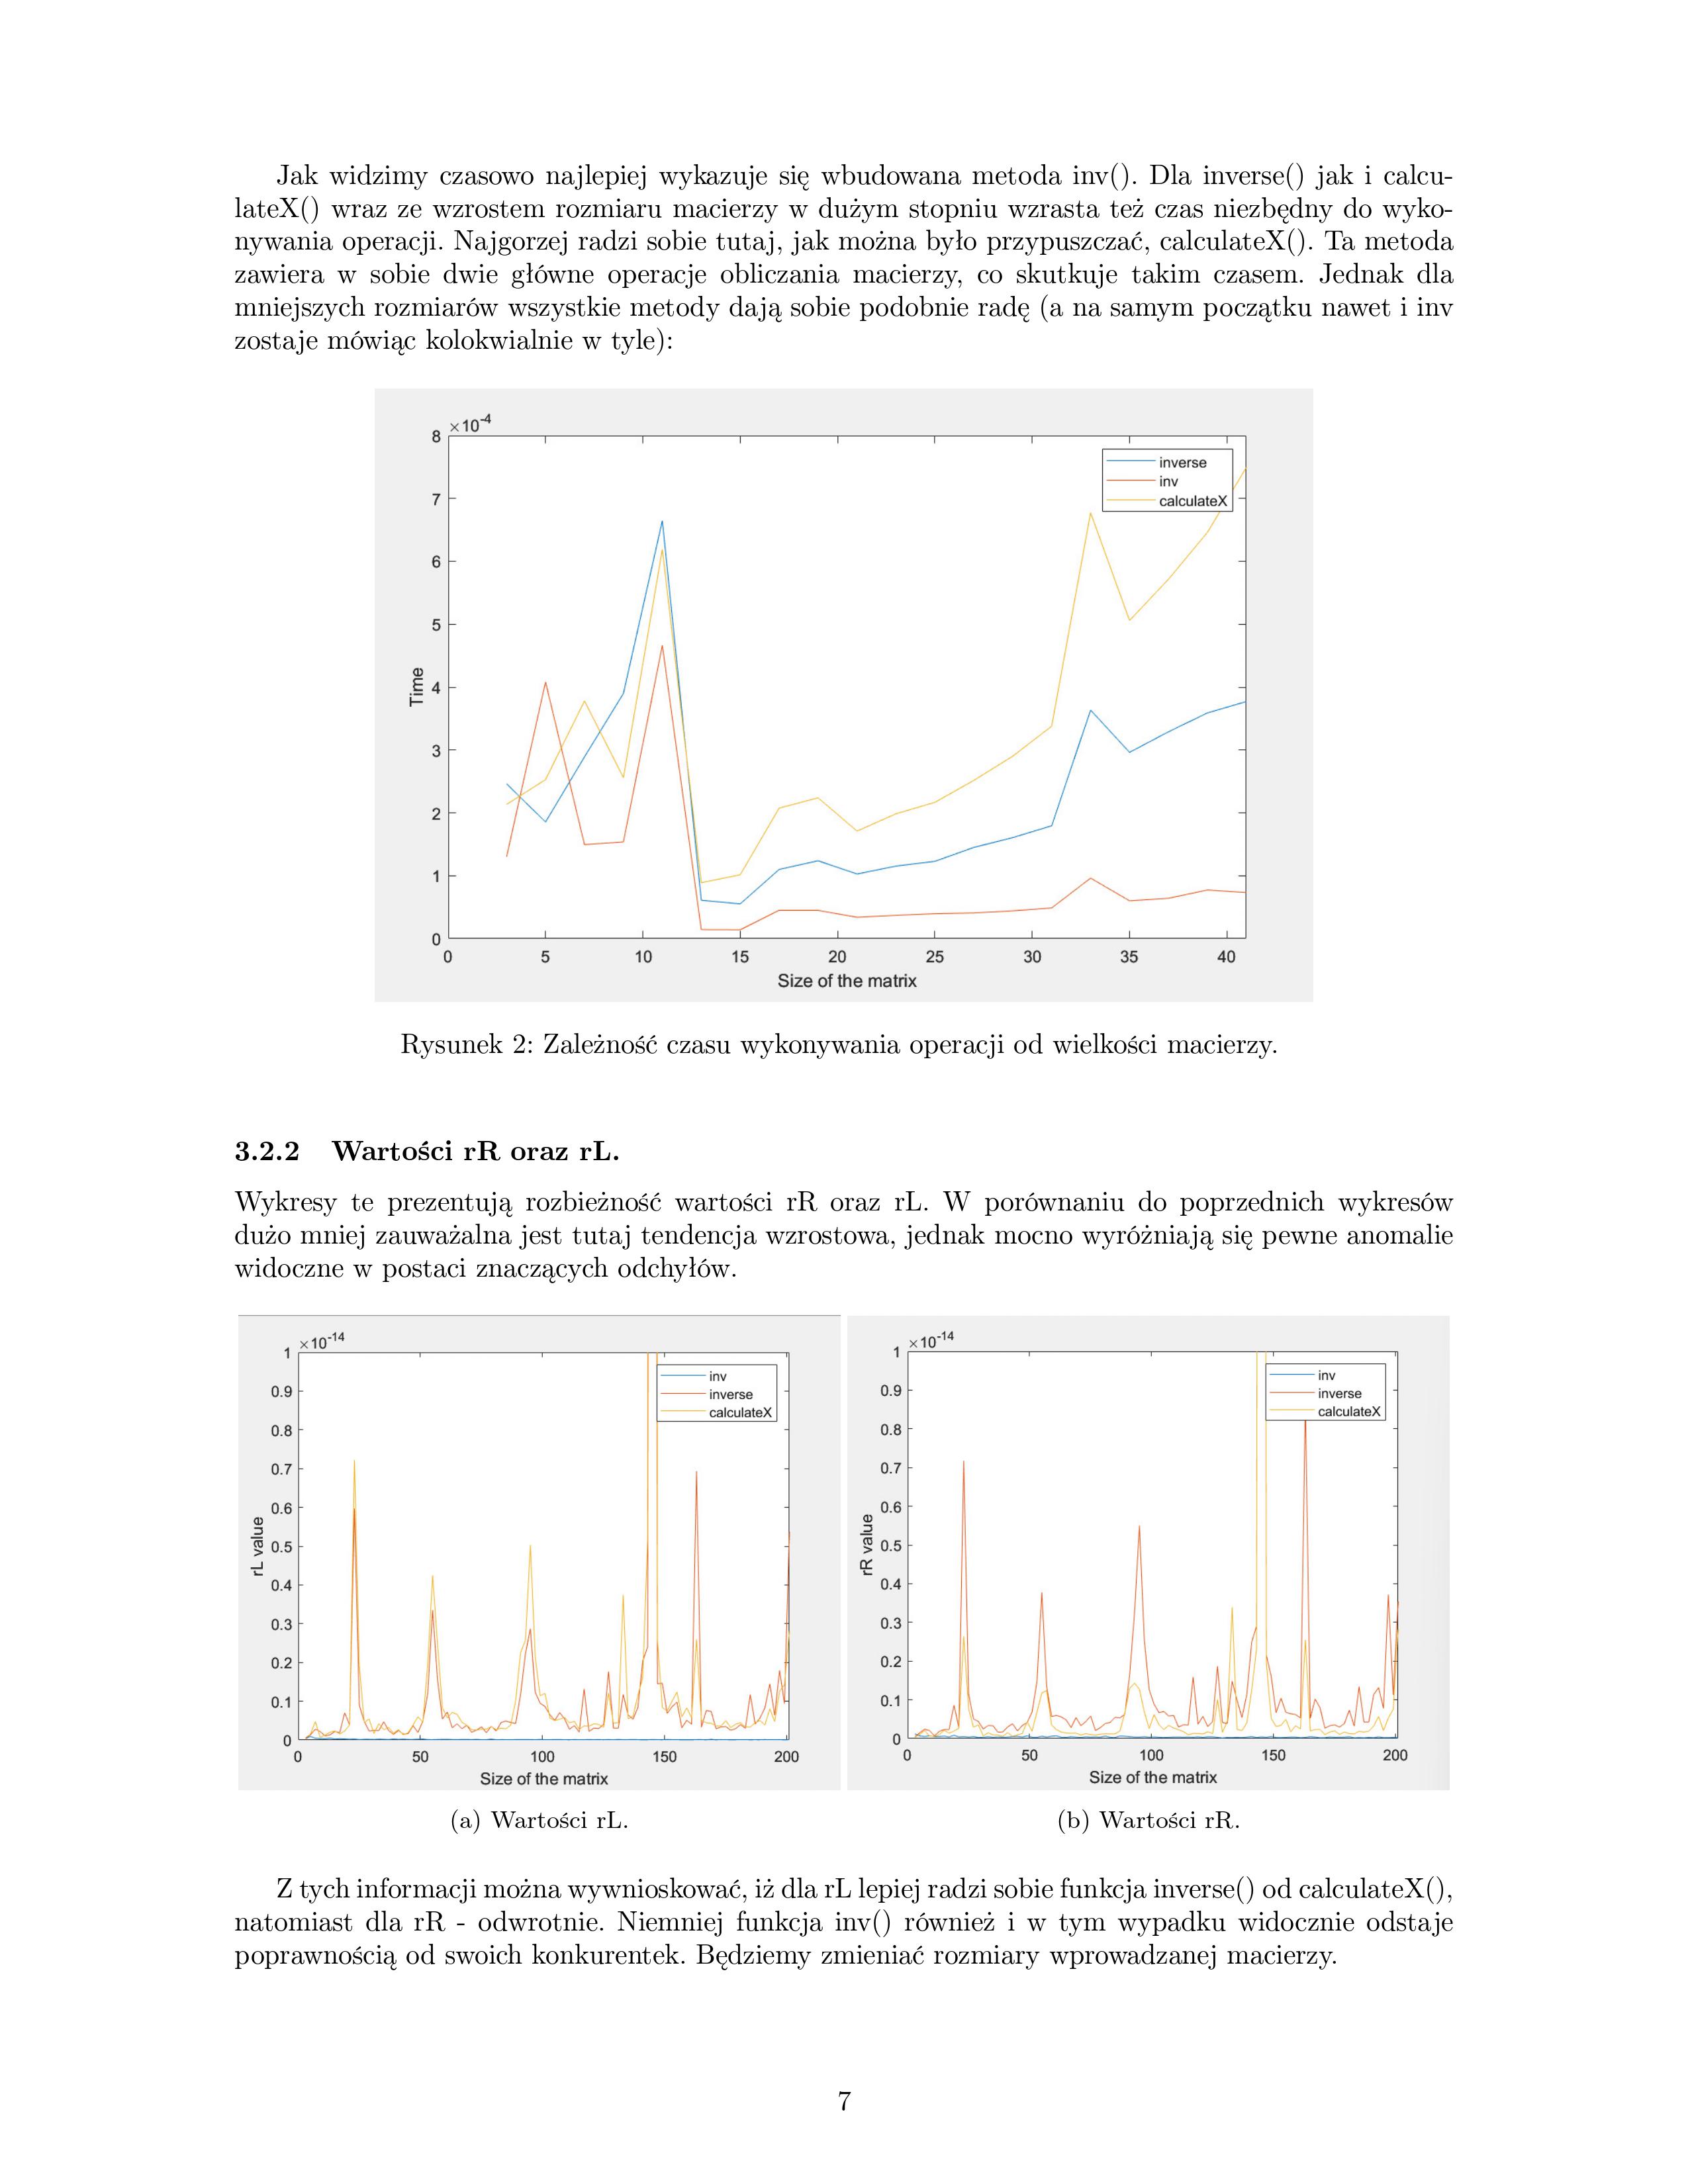 Jak widzimy czasowo najlepiej wykazuje się wbudowana metoda inv(). Dla inverse() jak i calcu-
lateX() wraz ze wzrostem rozmiaru macierzy w dużym stopniu wzrasta też czas niezbędny do wyko-
nywania operacji. Najgorzej radzi sobie tutaj, jak można było przypuszczać, calculateX(). Ta metoda
zawiera w sobie dwie główne operacje obliczania macierzy, co skutkuje takim czasem. Jednak dla
mniejszych rozmiarów wszystkie metody dają sobie podobnie radę (a na samym początku nawet i inv
zostaje mówiąc kolokwialnie w tyle):
×10-4
8
7
6
5
4
3
2
1
0
Time
inverse
inv
calculateX
0 5 10 15 20 25 30 35 40
Size of the matrix
Rysunek 2: Zależność czasu wykonywania operacji od wielkości macierzy.
3.2.2 Wartości rR oraz rL.
Wykresy te prezentują rozbieżność wartości rR oraz rL. W porównaniu do poprzednich wykresów
dużo mniej zauważalna jest tutaj tendencja wzrostowa, jednak mocno wyróżniają się pewne anomalie
widoczne w postaci znaczących odchyłów.
×10-14
1
0.9
0.8
0.7
0.6
0.5
0.4
0.3
0.2
0.1
0
rL value
inv
inverse
calculateX
0 50 100 150 200
Size of the matrix
(a) Wartości rL.
×10-14
1
0.9
0.8
0.7
0.6
0.5
0.4
0.3
0.2
0.1
0
rR value
inv
inverse
calculateX
0 50 100 150 200
Size of the matrix
(b) Wartości rR.
Z tych informacji można wywnioskować, iż dla rL lepiej radzi sobie funkcja inverse() od calculateX(),
natomiast dla rR - odwrotnie. Niemniej funkcja inv() również i w tym wypadku widocznie odstaje
poprawnością od swoich konkurentek. Będziemy zmieniać rozmiary wprowadzanej macierzy.
7